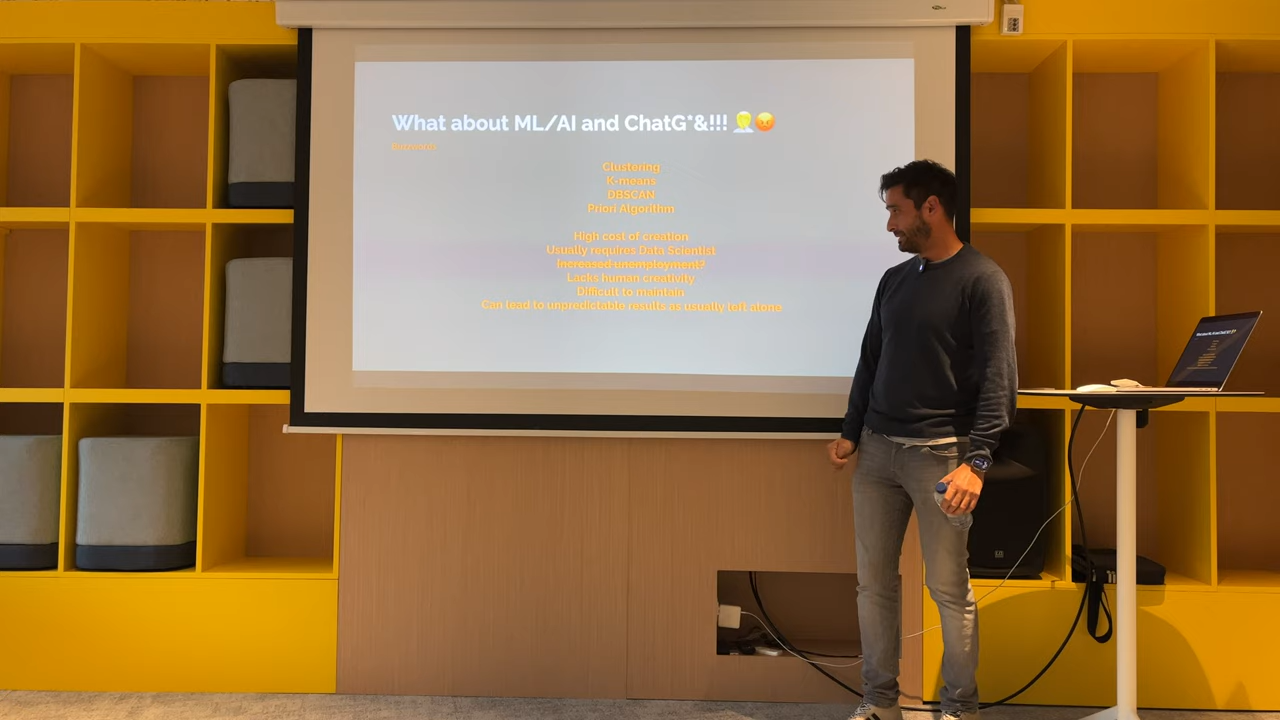 What about ML/AI and ChatG*&!!! 🤦😡
Buzzwords
Clustering
K-means
DBSCAN
Priori Algorithm
High cost of creation
Usually requires Data Scientist
Increased unemployment?
Lacks human creativity
Difficult to maintain
Can lead to unpredictable results as usually left alone